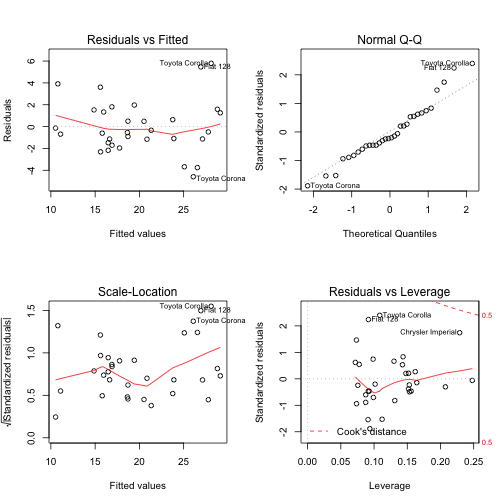 Residuals vs Fitted
Residuals
-4 -2 0 2 4 6
Toyota Corolla
Fiat 128
Toyota Corona
10 15 20 25
Fitted values
Normal Q-Q
Standardized residuals
-2 -1 0 1 2
Toyota Corolla
Fiat 128
Toyota Corona
-2 -1 0 1 2
Theoretical Quantiles
Scale-Location
√|Standardized residuals|
0.0 0.5 1.0 1.5
Toyota Corolla
Fiat 128
Toyota Corona
10 15 20 25
Fitted values
Residuals vs Leverage
Standardized residuals
-2 -1 0 1 2
Toyota Corolla
Fiat 128
Chrysler Imperial
0.5
0.5
Cook's distance
0.00 0.05 0.10 0.15 0.20 0.25
Leverage